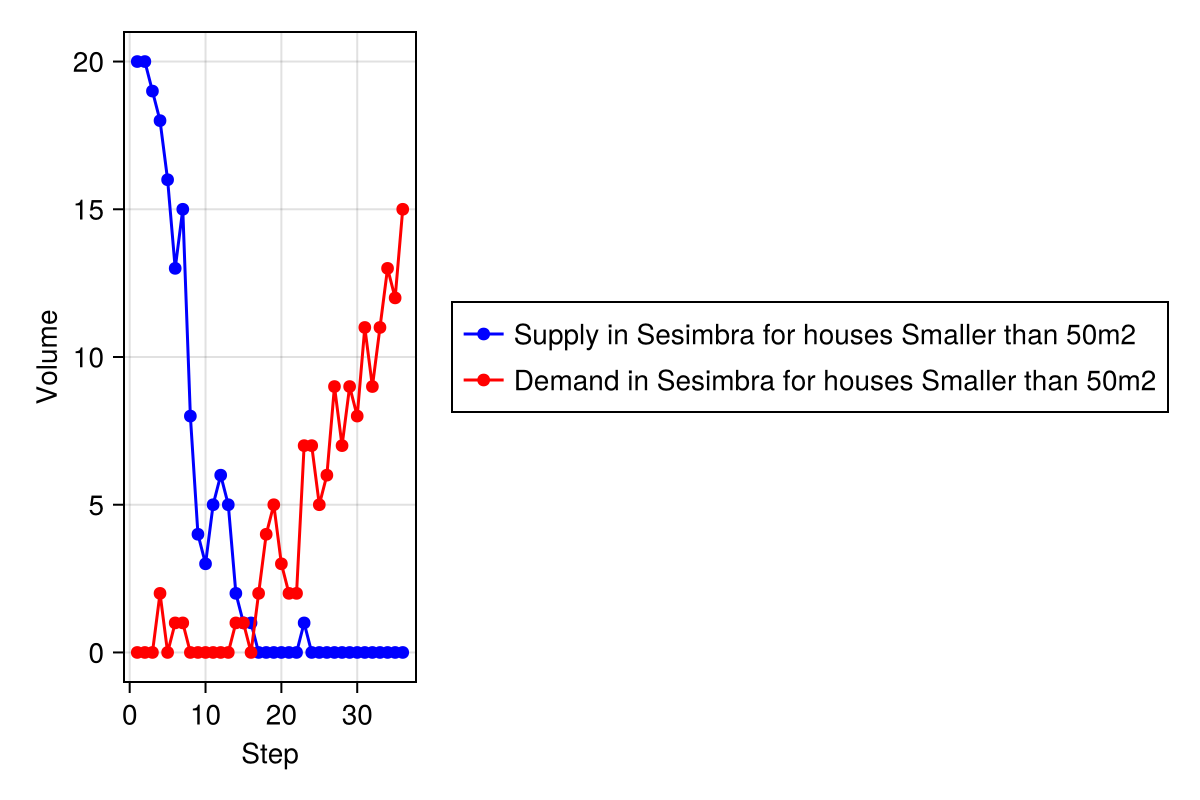 20
15
10
5
0
Volume
0 10 20 30
Step
Supply in Sesimbra for houses Smaller than 50m2
Demand in Sesimbra for houses Smaller than 50m2